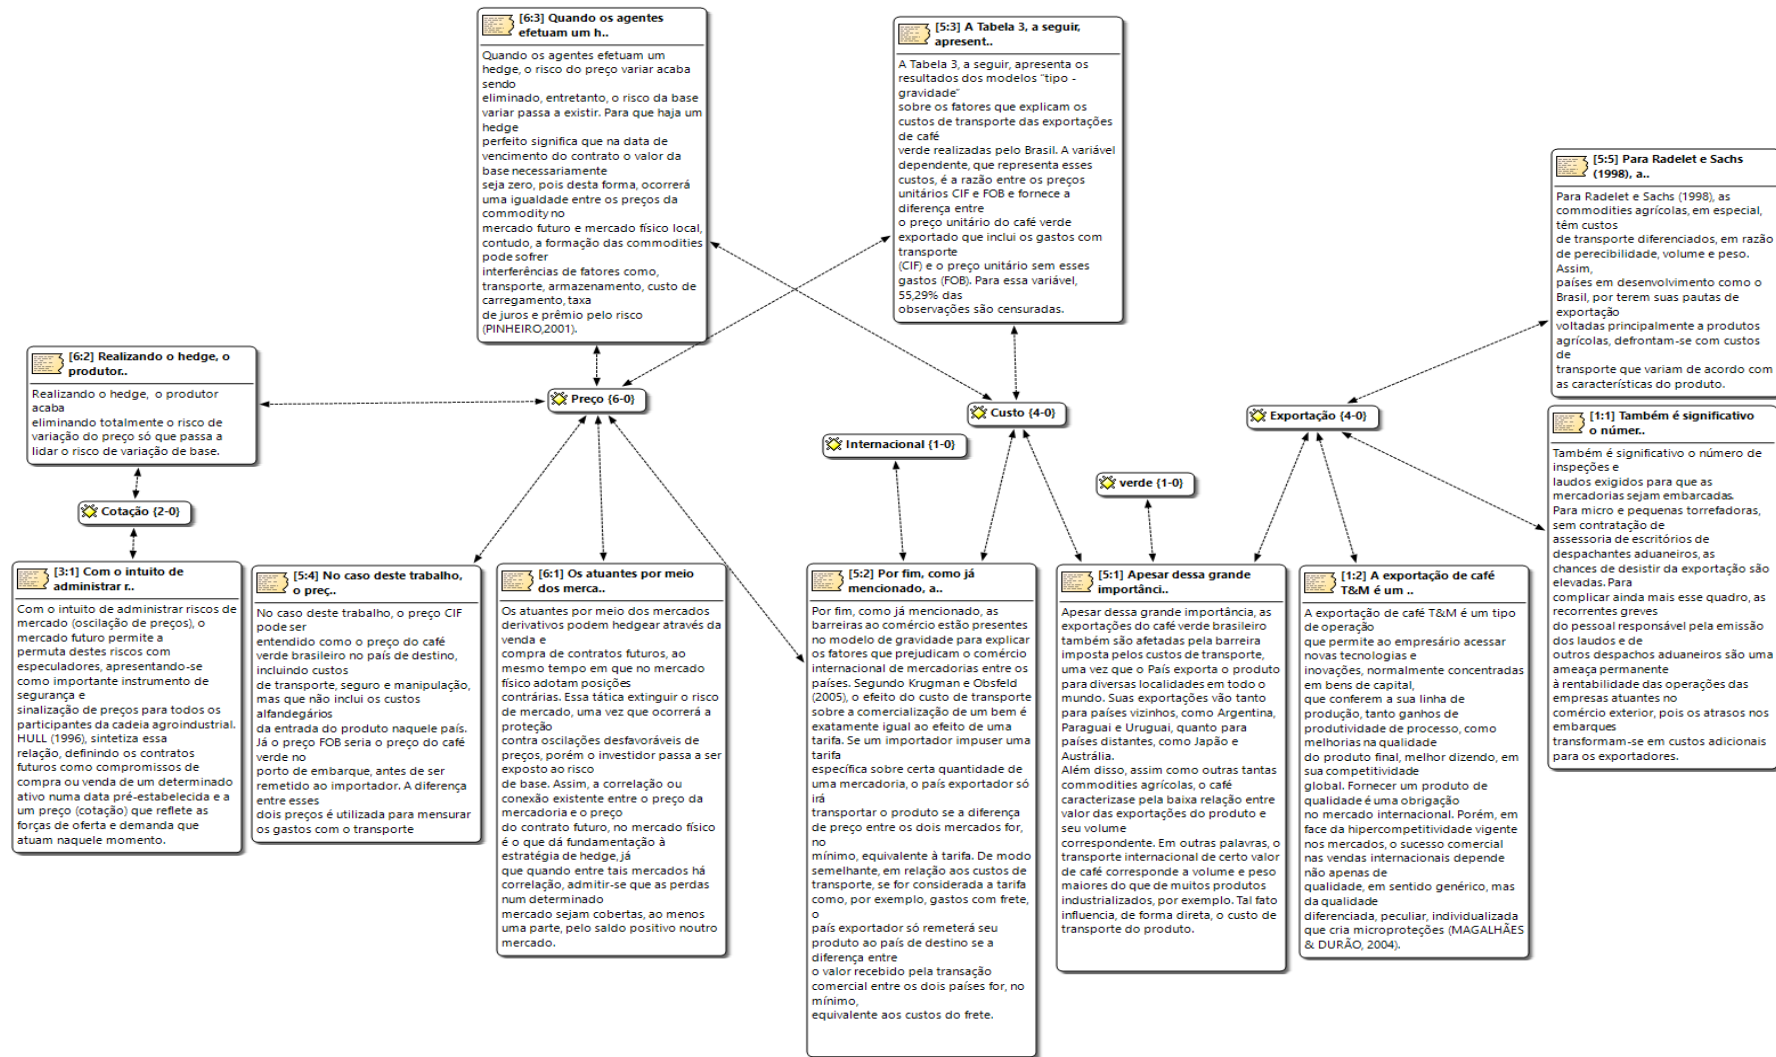 [6:3] Quando os agentes
efetuam um h..
Quando os agentes efetuam um
hedge, o risco do preço variar acaba
sendo
eliminado, entretanto, o risco da base
variar passa a existir. Para que haja um
hedge
perfeito significa que na data de
vencimento do contrato o valor da
base necessariamente
seja zero, pois desta forma, ocorrerá
uma igualdade entre os preços da
commodity no
mercado futuro e mercado físico local,
contudo, a formação das commodities
pode sofrer
interferências de fatores como,
transporte, armazenamento, custo de
carregamento, taxa
de juros e prêmio pelo risco
(PINHEIRO,2001).
[5:3] A Tabela 3, a seguir,
apresent..
A Tabela 3, a seguir, apresenta os
resultados dos modelos “tipo -
gravidade”
sobre os fatores que explicam os
custos de transporte das exportações
de café
verde realizadas pelo Brasil. A variável
dependente, que representa esses
custos, é a razão entre os preços
unitários CIF e FOB e fornece a
diferença entre
o preço unitário do café verde
exportado que inclui os gastos com
transporte
(CIF) e o preço unitário sem esses
gastos (FOB). Para essa variável,
55,29% das
observações são censuradas.
[5:5] Para Radelet e Sachs
(1998), a..
Para Radelet e Sachs (1998), as
commodities agrícolas, em especial,
têm custos
de transporte diferenciados, em razão
de perecibilidade, volume e peso.
Assim,
países em desenvolvimento como o
Brasil, por terem suas pautas de
exportação
voltadas principalmente a produtos
agrícolas, defrontam-se com custos
de
transporte que variam de acordo com
as características do produto.
[6:2] Realizando o hedge, o
produtor..
Realizando o hedge,  o produtor
acaba
eliminando totalmente o risco de
variação do preço só que passa a
lidar o risco de variação de base.
Preço {6-0}
Custo {4-0}
Exportação {4-0}
Internacional {1-0}
verde {1-0}
Cotação {2-0}
[1:1] Também é significativo
o númer..
Também é significativo o número de
inspeções e
laudos exigidos para que as
mercadorias sejam embarcadas.
Para micro e pequenas torrefadoras,
sem contratação de
assessoria de escritórios de
despachantes aduaneiros, as
chances de desistir da exportação são
elevadas. Para
complicar ainda mais esse quadro, as
recorrentes greves
do pessoal responsável pela emissão
dos laudos e de
outros despachos aduaneiros são uma
ameaça permanente
à rentabilidade das operações das
empresas atuantes no
comércio exterior, pois os atrasos nos
embarques
transformam-se em custos adicionais
para os exportadores.
[3:1] Com o intuito de
administrar r..
Com o intuito de administrar riscos de
mercado (oscilação de preços), o
mercado futuro permite a
permuta destes riscos com
especuladores, apresentando-se
como importante instrumento de
segurança e
sinalização de preços para todos os
participantes da cadeia agroindustrial.
HULL (1996), sintetiza essa
relação, definindo os contratos
futuros como compromissos de
compra ou venda de um determinado
ativo numa data pré-estabelecida e a
um preço (cotação) que reflete as
forças de oferta e demanda que
atuam naquele momento.
[5:4] No caso deste trabalho,
o preç..
No caso deste trabalho, o preço CIF
pode ser
entendido como o preço do café
verde brasileiro no país de destino,
incluindo custos
de transporte, seguro e manipulação,
mas que não inclui os custos
alfandegários
da entrada do produto naquele país.
Já o preço FOB seria o preço do café
verde no
porto de embarque, antes de ser
remetido ao importador. A diferença
entre esses
dois preços é utilizada para mensurar
os gastos com o transporte
[6:1] Os atuantes por meio
dos merca..
Os atuantes por meio dos mercados
derivativos podem hedgear através da
venda e
compra de contratos futuros, ao
mesmo tempo em que no mercado
físico adotam posições
contrárias. Essa tática extinguir o risco
de mercado, uma vez que ocorrerá a
proteção
contra oscilações desfavoráveis de
preços, porém o investidor passa a ser
exposto ao risco
de base. Assim, a correlação ou
conexão existente entre o preço da
mercadoria e o preço
do contrato futuro, no mercado físico
é o que dá fundamentação à
estratégia de hedge, já
que quando entre tais mercados há
correlação, admitir-se que as perdas
num determinado
mercado sejam cobertas, ao menos
uma parte, pelo saldo positivo noutro
mercado.
[5:2] Por fim, como já
mencionado, a..
Por fim, como já mencionado, as
barreiras ao comércio estão presentes
no modelo de gravidade para explicar
os fatores que prejudicam o comércio
internacional de mercadorias entre os
países. Segundo Krugman e Obsfeld
(2005), o efeito do custo de transporte
sobre a comercialização de um bem é
exatamente igual ao efeito de uma
tarifa. Se um importador impuser uma
tarifa
específica sobre certa quantidade de
uma mercadoria, o país exportador só
irá
transportar o produto se a diferença
de preço entre os dois mercados for,
no
mínimo, equivalente à tarifa. De modo
semelhante, em relação aos custos de
transporte, se for considerada a tarifa
como, por exemplo, gastos com frete,
o
país exportador só remeterá seu
produto ao país de destino se a
diferença entre
o valor recebido pela transação
comercial entre os dois países for, no
mínimo,
equivalente aos custos do frete.
[5:1] Apesar dessa grande
importânci..
Apesar dessa grande importância, as
exportações do café verde brasileiro
também são afetadas pela barreira
imposta pelos custos de transporte,
uma vez que o País exporta o produto
para diversas localidades em todo o
mundo. Suas exportações vão tanto
para países vizinhos, como Argentina,
Paraguai e Uruguai, quanto para
países distantes, como Japão e
Austrália.
Além disso, assim como outras tantas
commodities agrícolas, o café
caracterizase pela baixa relação entre
valor das exportações do produto e
seu volume
correspondente. Em outras palavras, o
transporte internacional de certo valor
de café corresponde a volume e peso
maiores do que de muitos produtos
industrializados, por exemplo. Tal fato
influencia, de forma direta, o custo de
transporte do produto.
[1:2] A exportação de café
T&M é um ..
A exportação de café T&M é um tipo
de operação
que permite ao empresário acessar
novas tecnologias e
inovações, normalmente concentradas
em bens de capital,
que conferem a sua linha de
produção, tanto ganhos de
produtividade de processo, como
melhorias na qualidade
do produto final, melhor dizendo, em
sua competitividade
global. Fornecer um produto de
qualidade é uma obrigação
no mercado internacional. Porém, em
face da hipercompetitividade vigente
nos mercados, o sucesso comercial
nas vendas internacionais depende
não apenas de
qualidade, em sentido genérico, mas
da qualidade
diferenciada, peculiar, individualizada
que cria microproteções (MAGALHÃES
& DURÃO, 2004).